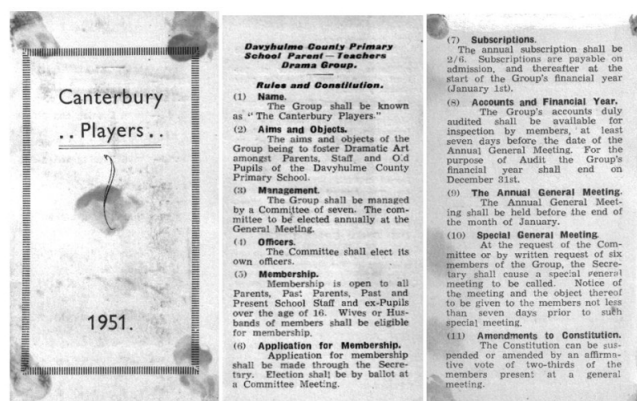 Canterbury
..Players..
1951.
Davyhulme County Primary
School Parent—Teachers
Drama Group.
Rules and Constitution.
(1) Name.
The Group shall be known
as "The Canterbury Players."
(2) Aims and Objects.
The aims and objects of the
Group being to foster Dramatic Art
amongst Parents, Staff and Old
Pupils of the Davyhulme County
Primary School.
(3) Management.
The Group shall be managed
by a Committee of seven. The com-
mittee to be elected annually at the
General Meeting.
(4) Officers.
The Committee shall elect its
own officers.
(5) Membership.
Membership is open to all
Parents, Past Parents, Past and
Present School Staff and ex-Pupils
over the age of 16. Wives or Hus-
bands of members shall be eligible
for membership.
(6) Application for Membership.
Application for membership
shall be made through the Secre-
tary. Election shall be by ballot at
a Committee Meeting.
(7) Subscriptions.
The annual subscription shall be
2/6. Subscriptions are payable on
admission, and thereafter at the
start of the Group's financial year
(January 1st).
(8) Accounts and Financial Year.
The Group's accounts duly
audited shall be available for
inspection by members, at least
seven days before the date of the
Annual General Meeting. For the
purpose of Audit the Group's
financial year shall end on
December 31st.
(9) The Annual General Meeting.
The Annual General Meet-
ing shall be held before the end of
the month of January.
(10) Special General Meeting.
At the request of the Com-
mittee or by written request of six
members of the Group, the Secre-
tary shall cause a special general
meeting to be called. Notice of
the meeting and the object thereof
to be given to the members not less
than seven days prior to such
special meeting.
(11) Amendments to Constitution.
The Constitution can be sus-
pended or amended by an affirma-
tive vote of two-thirds of the
members present at a general
meeting.